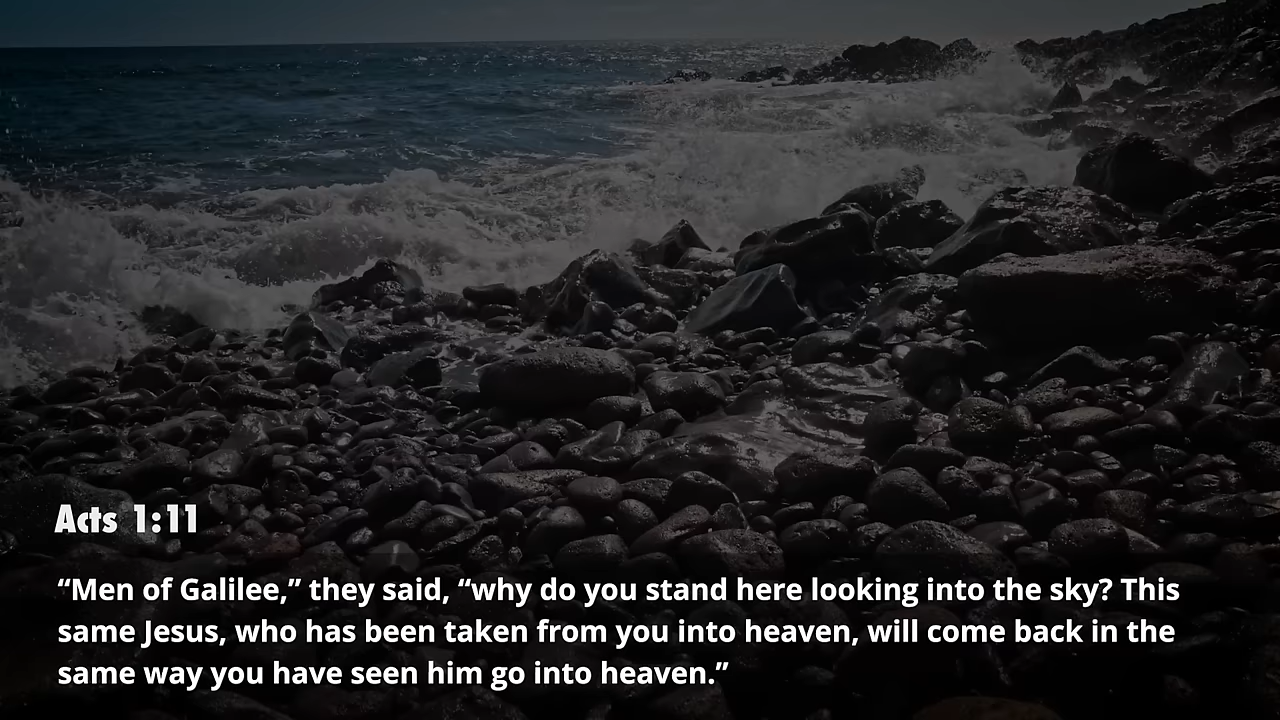 Acts 1:11
“Men of Galilee,” they said, “why do you stand here looking into the sky? This
same Jesus, who has been taken from you into heaven, will come back in the
same way you have seen him go into heaven.”